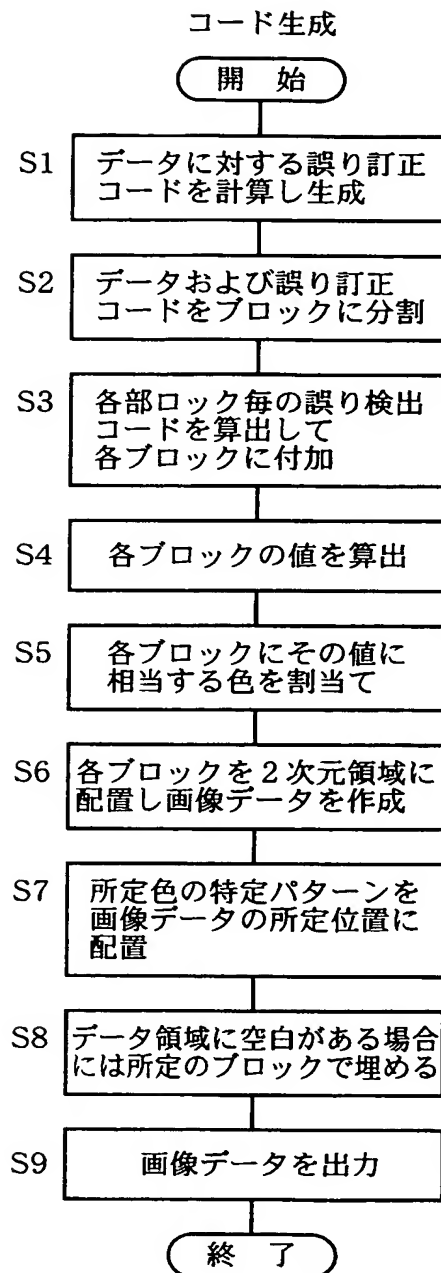 コード生成
開 始
S1
データに対する誤り訂正
コードを計算し生成
S2
データおよび誤り訂正
コードをブロックに分割
S3
各部ロック毎の誤り検出
コードを算出して
各ブロックに付加
S4
各ブロックの値を算出
S5
各ブロックにその値に
相当する色を割当て
S6
各ブロックを2次元領域に
配置し画像データを作成
S7
所定色の特定パターンを
画像データの所定位置に
配置
S8
データ領域に空白がある場合
には所定のブロックで埋める
S9
画像データを出力
終 了